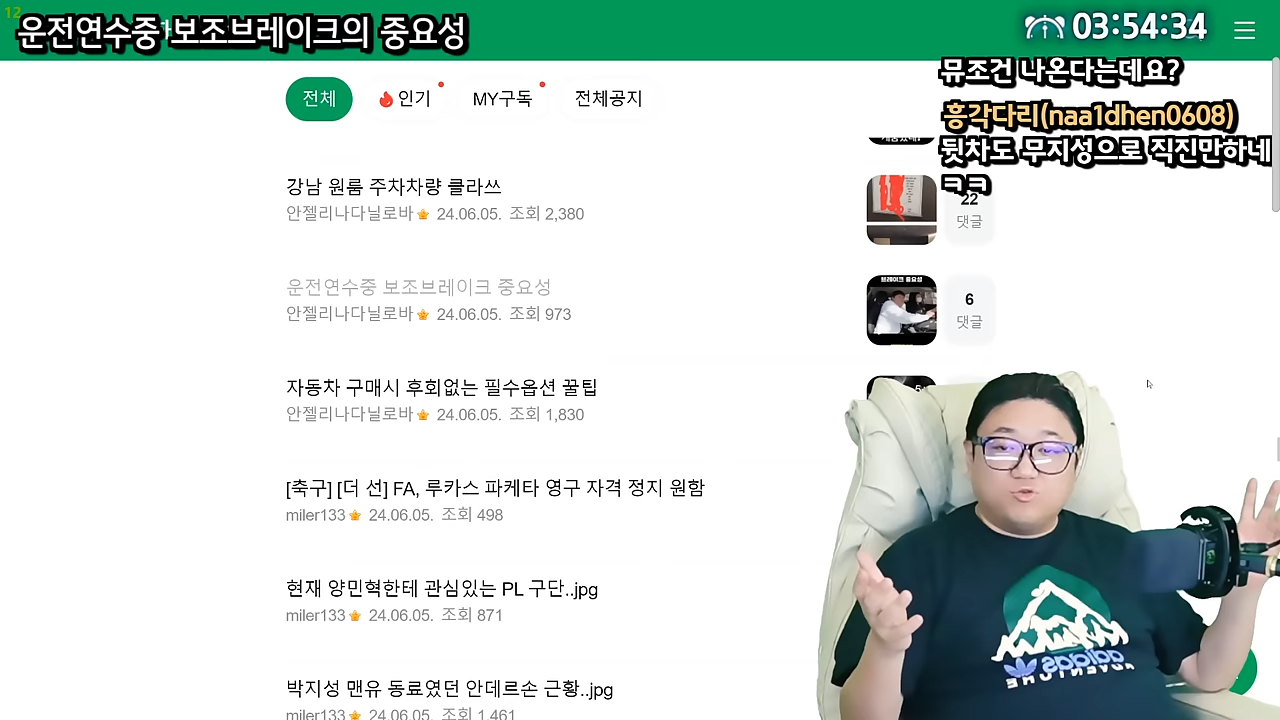 12
운전연수중 보조브레이크의 중요성
03:54:34
뮤조건 나온다는데요?
흥각다리(naa1dhen0608)
뒷차도 무지성으로 직진만하네
ㅋㅋ
전체
인기
MY구독
전체공지
강남 원룸 주차차량 클라쓰
안젤리나다닐로바 24.06.05. 조회 2,380
22
댓글
운전연수중 보조브레이크 중요성
안젤리나다닐로바 24.06.05. 조회 973
브레이크 중요성
6
댓글
자동차 구매시 후회없는 필수옵션 꿀팁
안젤리나다닐로바 24.06.05. 조회 1,830
[축구] [더 선] FA, 루카스 파케타 영구 자격 정지 원함
miler133 24.06.05. 조회 498
현재 양민혁한테 관심있는 PL 구단..jpg
miler133 24.06.05. 조회 871
박지성 맨유 동료였던 안데르손 근황..jpg
miler133 24.06.05. 조회 1,461
adidas
ADVENTURE